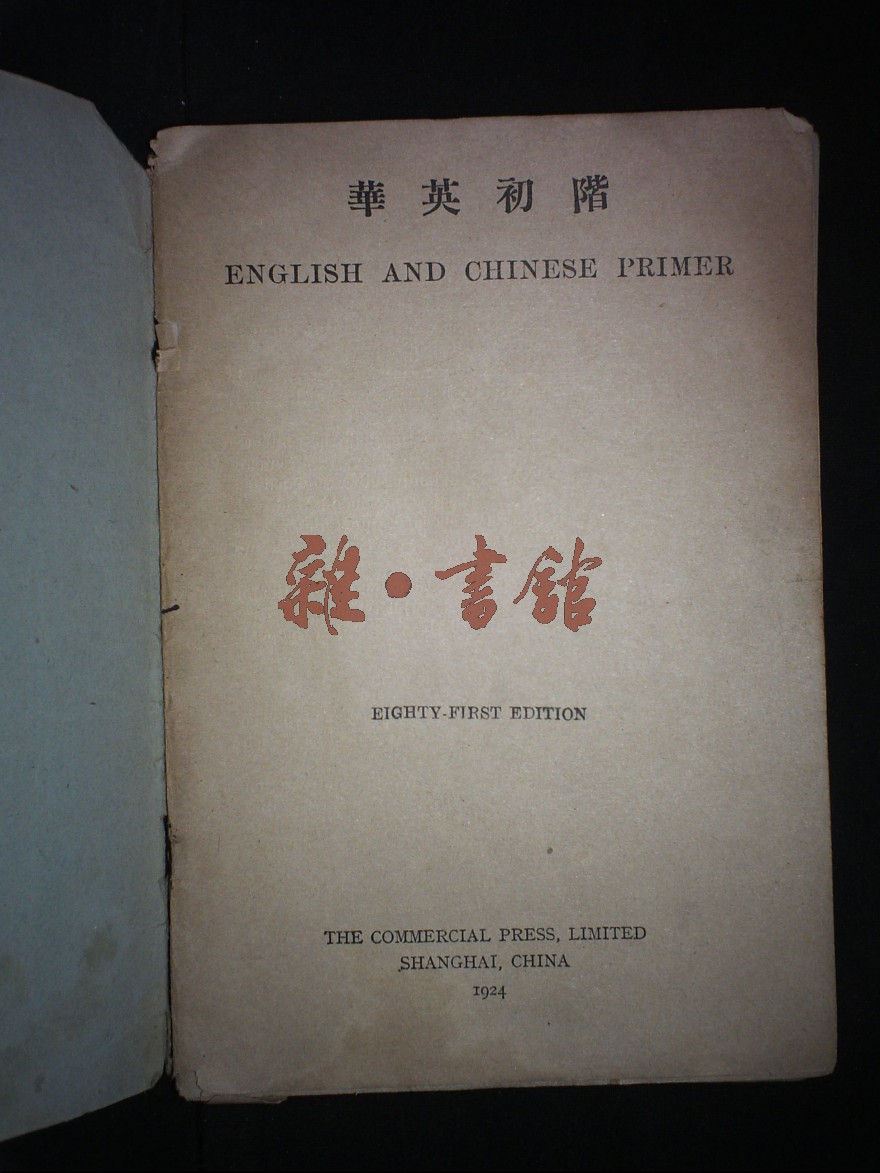 華英初階
ENGLISH AND CHINESE PRIMER
雜·書館
EIGHTY-FIRST EDITION
THE COMMERCIAL PRESS, LIMITED
SHANGHAI, CHINA
1924